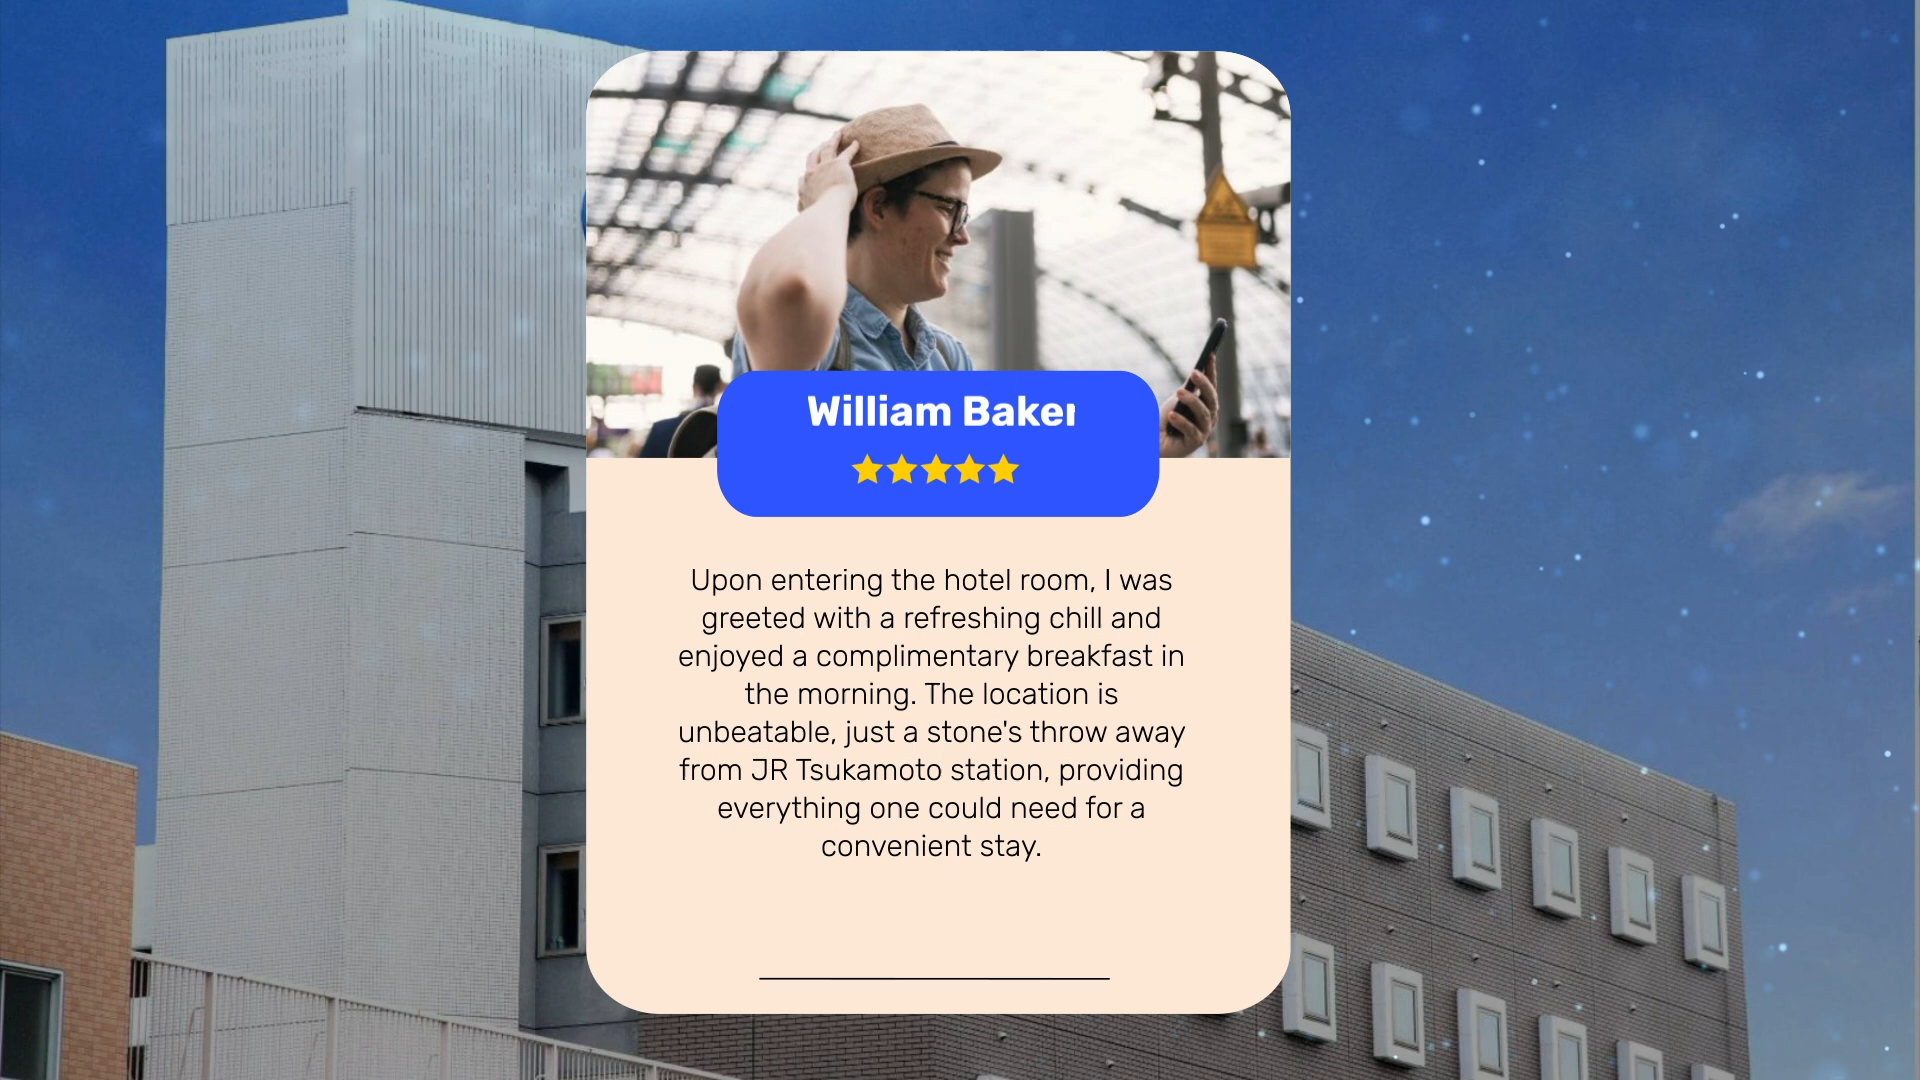 William Baker
Upon entering the hotel room, I was
greeted with a refreshing chill and
enjoyed a complimentary breakfast in
the morning. The location is
unbeatable, just a stone's throw away
from JR Tsukamoto station, providing
everything one could need for a
convenient stay.